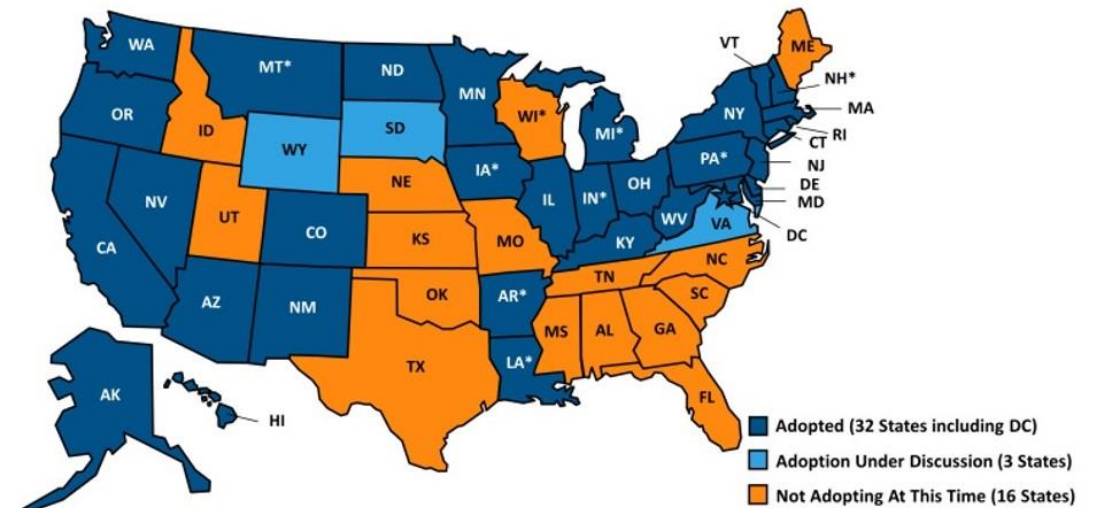 WA
MT*
ND
MN
OR
ID
WY
SD
WI*
MI*
NY
VT
ME
NH*
MA
RI
CT
NJ
DE
MD
DC
NV
UT
CO
NE
IA*
IL
IN*
OH
PA*
WV
VA
CA
KS
MO
KY
NC
TN
SC
AZ
NM
OK
AR*
MS
AL
GA
TX
LA*
FL
AK
HI
Adopted (32 States including DC)
Adoption Under Discussion (3 States)
Not Adopting At This Time (16 States)